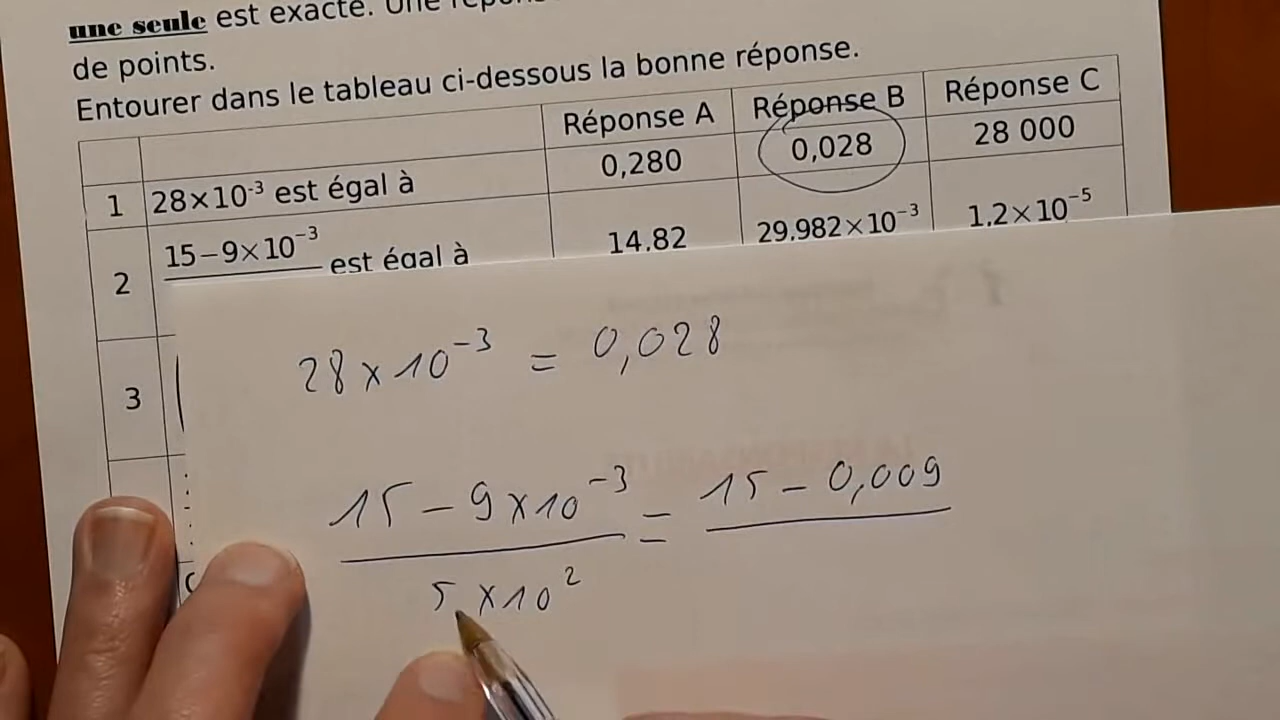 une seule est exacte. Une
de points.
Entourer dans le tableau ci-dessous la bonne réponse.
Réponse A Réponse B Réponse C
1 28×10⁻³ est égal à 0,280 0,028 28 000
2 15−9×10⁻³ est égal à 14,82 29,982×10⁻³ 1,2×10⁻⁵
3
28×10⁻³ = 0,028
15 − 9×10⁻³ = 15 − 0,009
5×10²